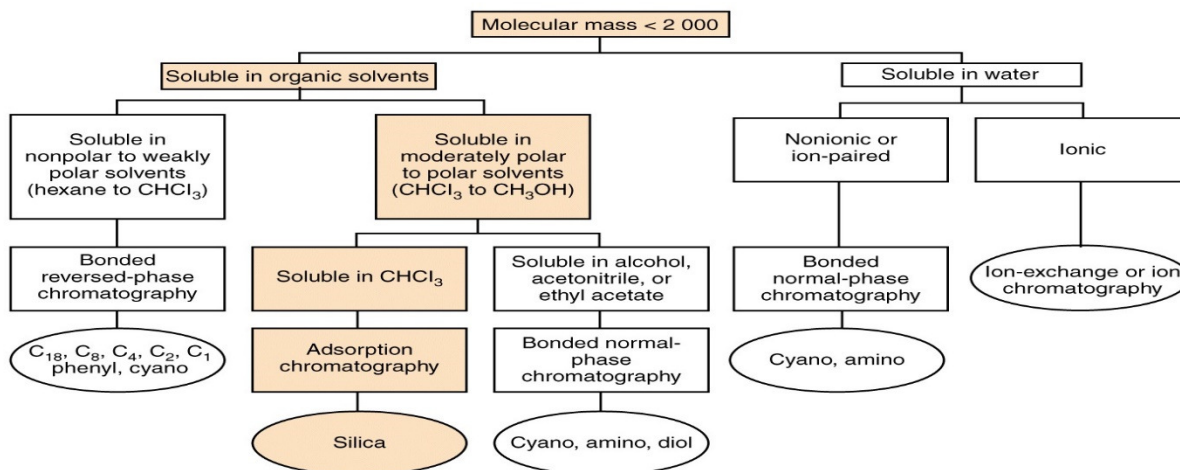 Molecular mass < 2 000
Soluble in organic solvents
Soluble in water
Soluble in
nonpolar to weakly
polar solvents
(hexane to CHCl₃)
Soluble in
moderately polar
to polar solvents
(CHCl₃ to CH₃OH)
Nonionic or
ion-paired
Ionic
Bonded
reversed-phase
chromatography
Soluble in CHCl₃
Soluble in alcohol,
acetonitrile, or
ethyl acetate
Bonded
normal-phase
chromatography
Ion-exchange or ion
chromatography
C₁₈, C₈, C₄, C₂, C₁
phenyl, cyano
Adsorption
chromatography
Bonded normal-
phase
chromatography
Cyano, amino
Silica
Cyano, amino, diol